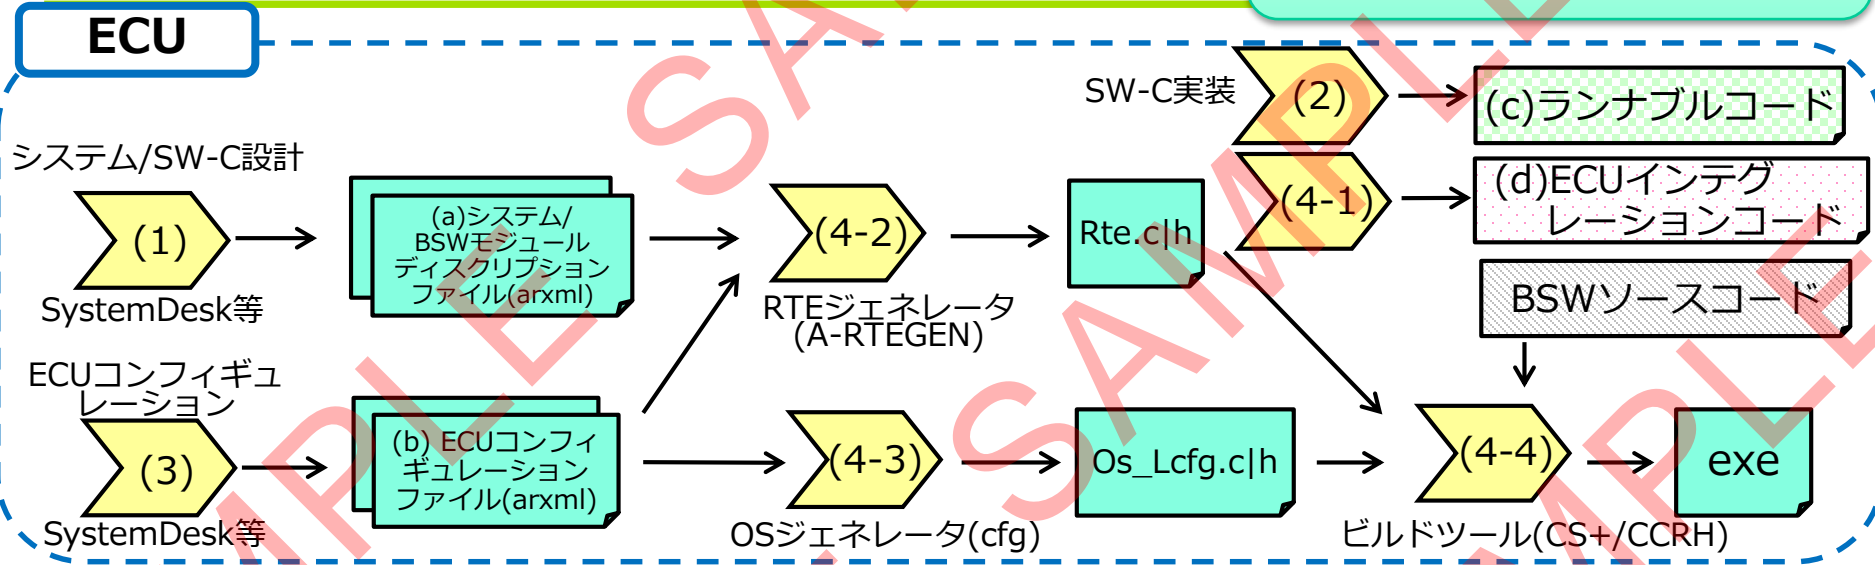 ECU
SW-C実装
(2)
(c)ランナブルコード
システム/SW-C設計
(1)
SystemDesk等
(a)システム/
BSWモジュール
ディスクリプション
ファイル(arxml)
(4-2)
RTEジェネレータ
(A-RTEGEN)
Rte.c|h
(4-1)
(d)ECUインテグ
レーションコード
BSWソースコード
ECUコンフィギュ
レーション
(3)
SystemDesk等
(b) ECUコンフィ
ギュレーション
ファイル(arxml)
(4-3)
OSジェネレータ(cfg)
Os_Lcfg.c|h
(4-4)
ビルドツール(CS+/CCRH)
exe
SAMPLE
SAMPLE
SAMPLE
SAMPLE